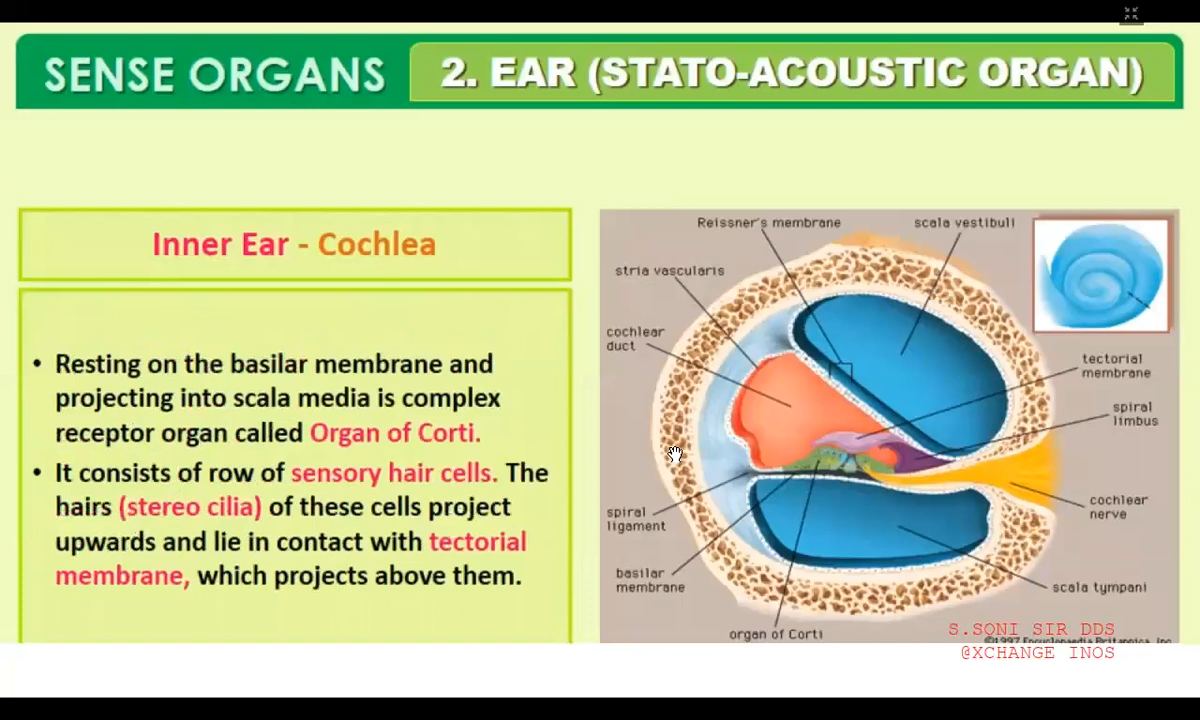 SENSE ORGANS
2. EAR (STATO-ACOUSTIC ORGAN)
Inner Ear - Cochlea
• Resting on the basilar membrane and
projecting into scala media is complex
receptor organ called Organ of Corti.
• It consists of row of sensory hair cells. The
hairs (stereo cilia) of these cells project
upwards and lie in contact with tectorial
membrane, which projects above them.
Reissner's membrane
scala vestibuli
stria vascularis
cochlear
duct
tectorial
membrane
spiral
limbus
cochlear
nerve
spiral
ligament
basilar
membrane
scala tympani
organ of Corti
©1997 Encyclopaedia Britannica, Inc.
S.SONI SIR DDS
@XCHANGE INOS